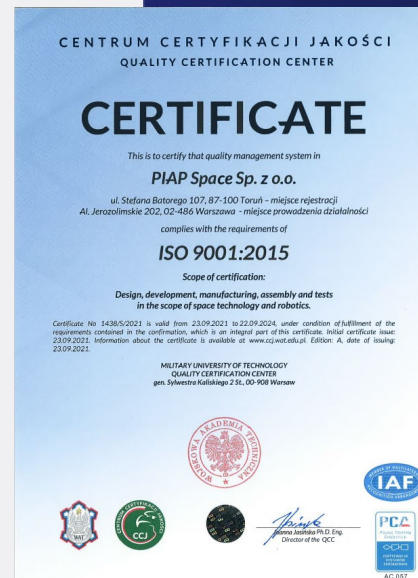 CENTRUM CERTYFIKACJI JAKOŚCI
QUALITY CERTIFICATION CENTER
CERTIFICATE
This is to certify that quality management system in
PIAP Space Sp. z o.o.
ul. Stefana Batorego 107, 87-100 Toruń – miejsce rejestracji
Al. Jerozolimskie 202, 02-486 Warszawa - miejsce prowadzenia działalności
complies with the requirements of
ISO 9001:2015
Scope of certification:
Design, development, manufacturing, assembly and tests
in the scope of space technology and robotics.
Certificate No 1438/S/2021 is valid from 23.09.2021 to 22.09.2024, under condition of fulfillment of the
requirements contained in the confirmation, which is an integral part of this certificate. Initial certificate issue:
23.09.2021. Information about the certificate is available at www.ccj.wat.edu.pl. Edition: A, date of issuing:
23.09.2021.
MILITARY UNIVERSITY OF TECHNOLOGY
QUALITY CERTIFICATION CENTER
gen. Sylwestra Kaliskiego 2 St., 00-908 Warsaw
WOJSKOWA AKADEMIA TECHNICZNA
IAF
WAT
CENTRUM CERTYFIKACJI JAKOŚCI
CCJ
Joanna Jasińska Ph.D. Eng.
Director of the QCC
PCA
AC 057